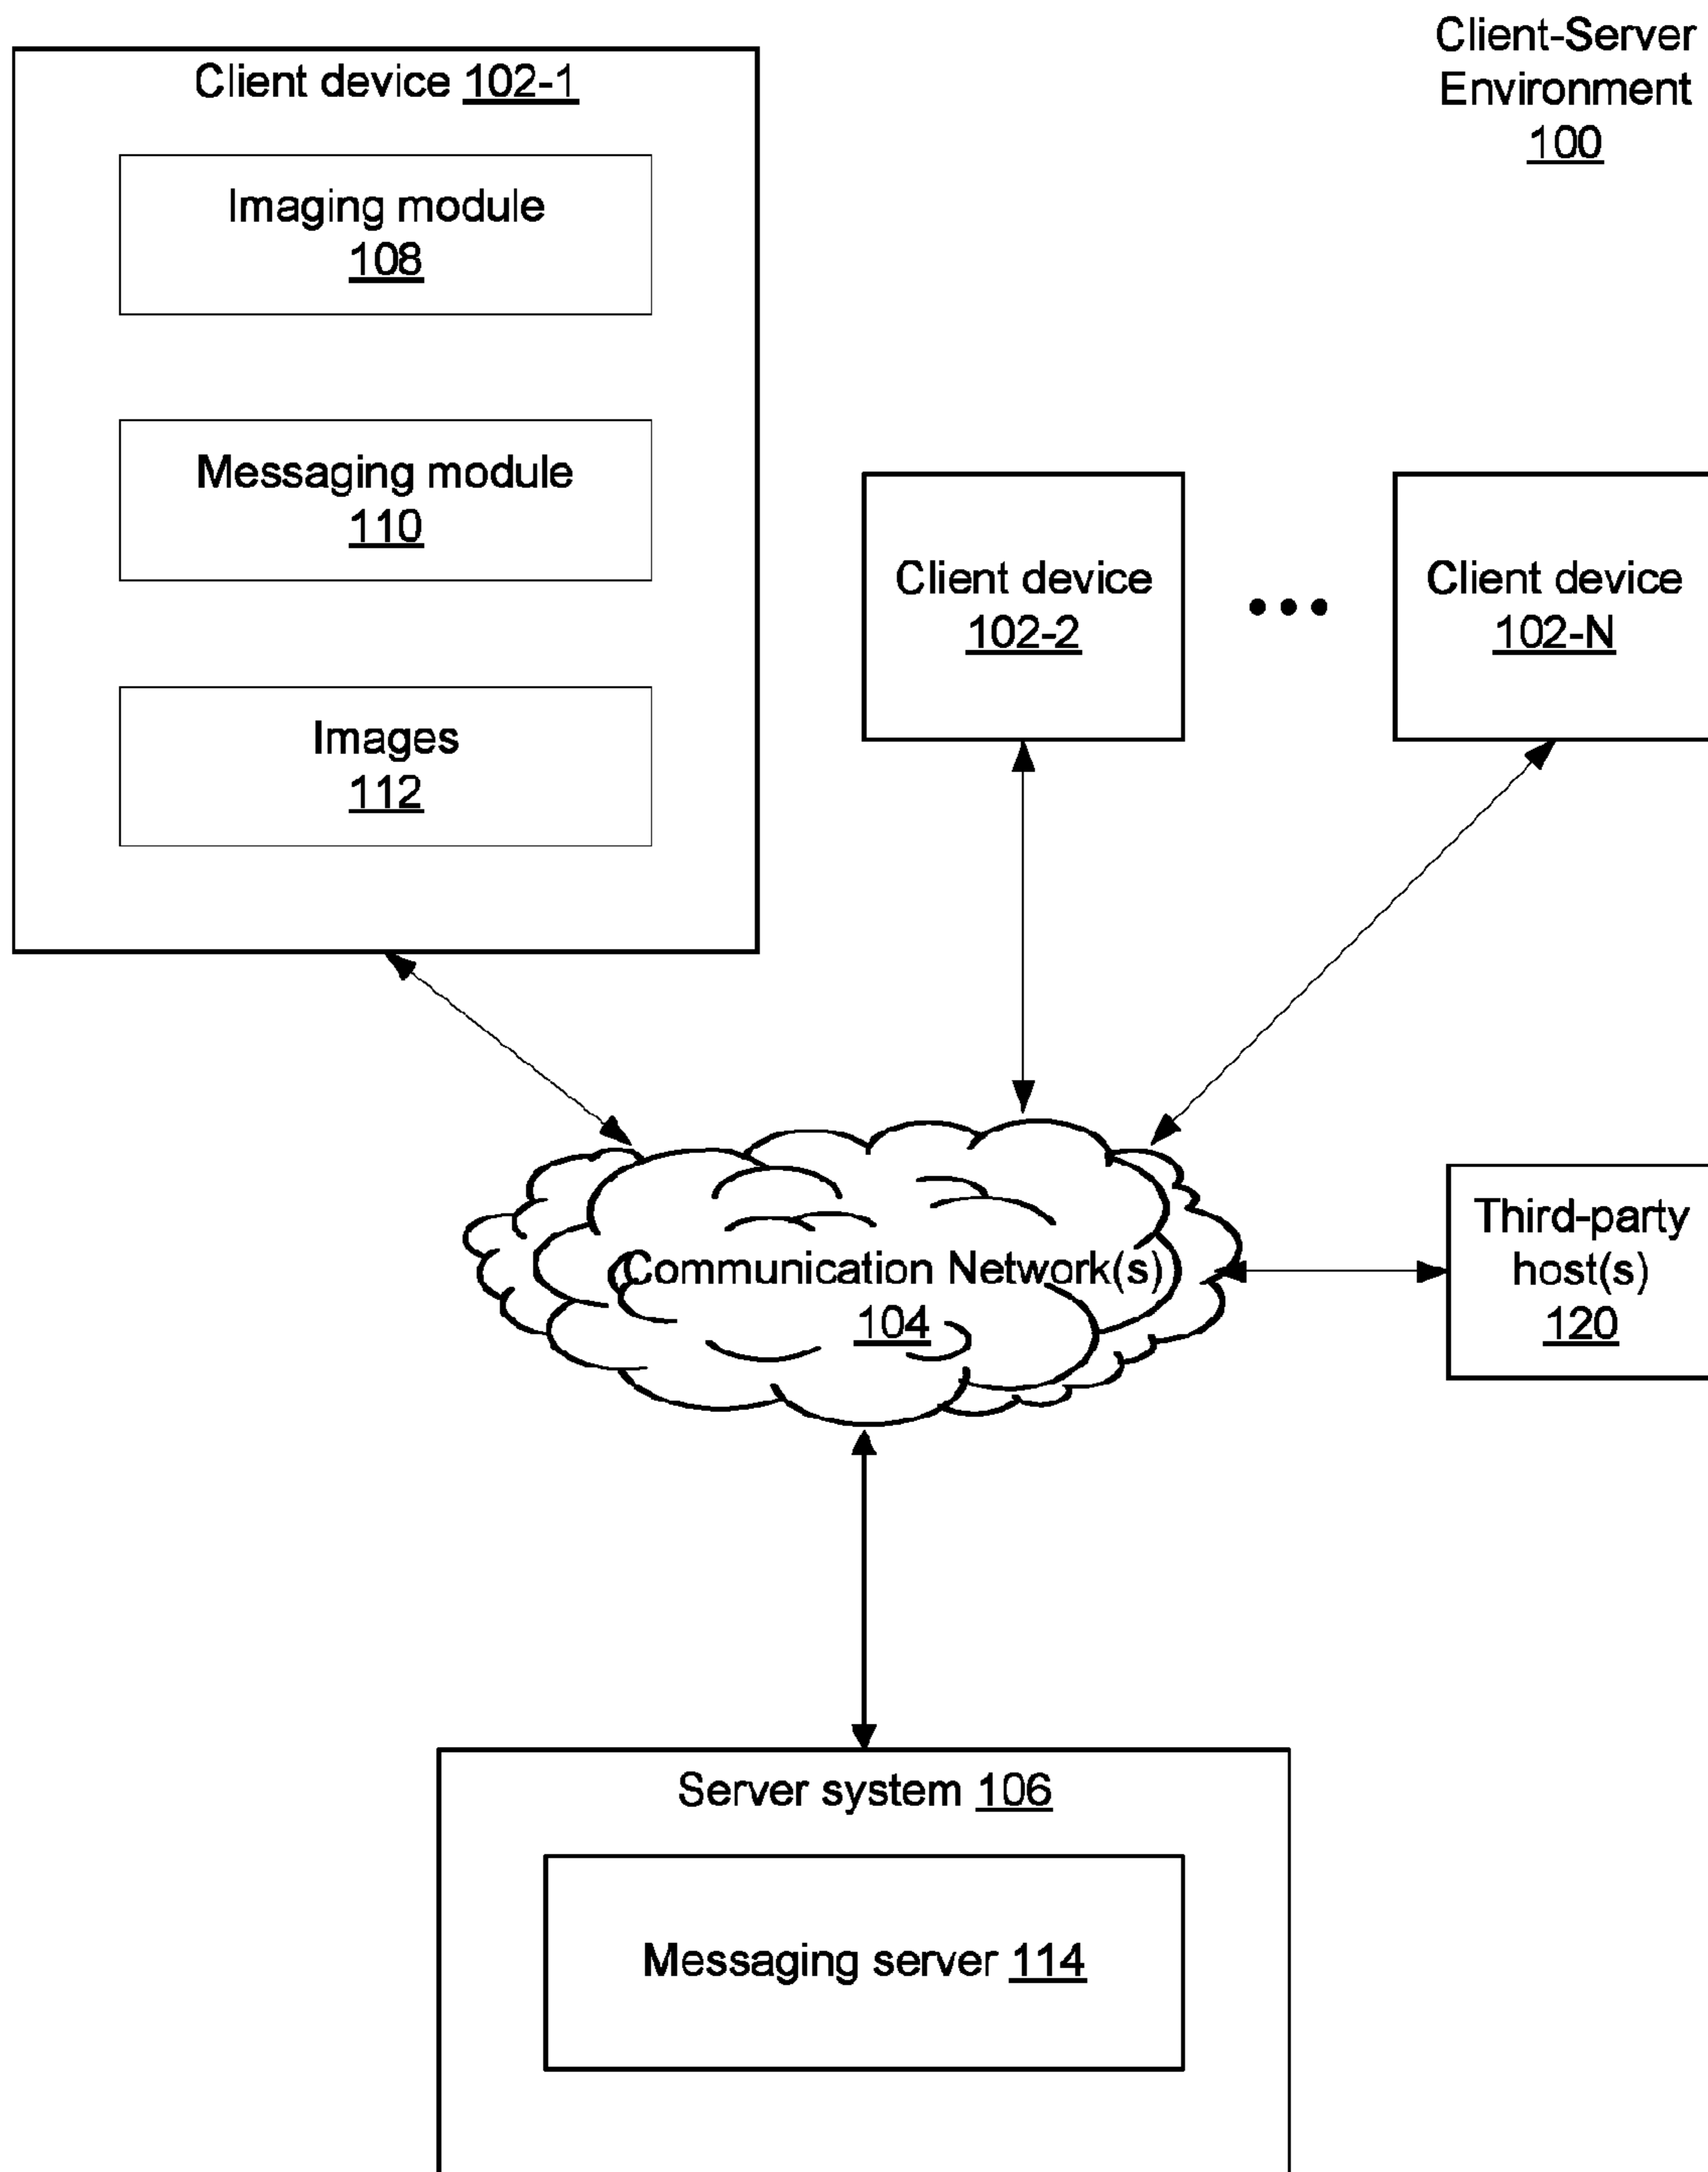 Client-Server
Environment
100
Client device 102-1
Imaging module
108
Messaging module
110
Images
112
Client device
102-2
Client device
102-N
Communication Network(s)
104
Third-party
host(s)
120
Server system 106
Messaging server 114